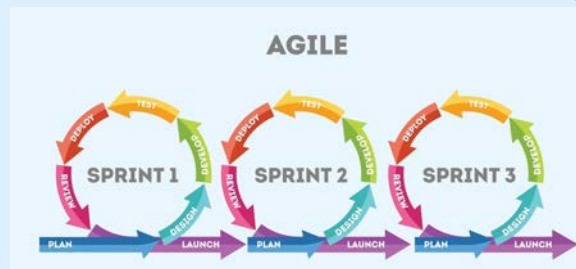 AGILE
TEST
TEST
TEST
DEPLOY
DEPLOY
DEPLOY
SPRINT 1
SPRINT 2
SPRINT 3
DEVELOP
DEVELOP
DEVELOP
REVIEW
REVIEW
REVIEW
DESIGN
DESIGN
DESIGN
PLAN
LAUNCH
PLAN
LAUNCH
PLAN
LAUNCH